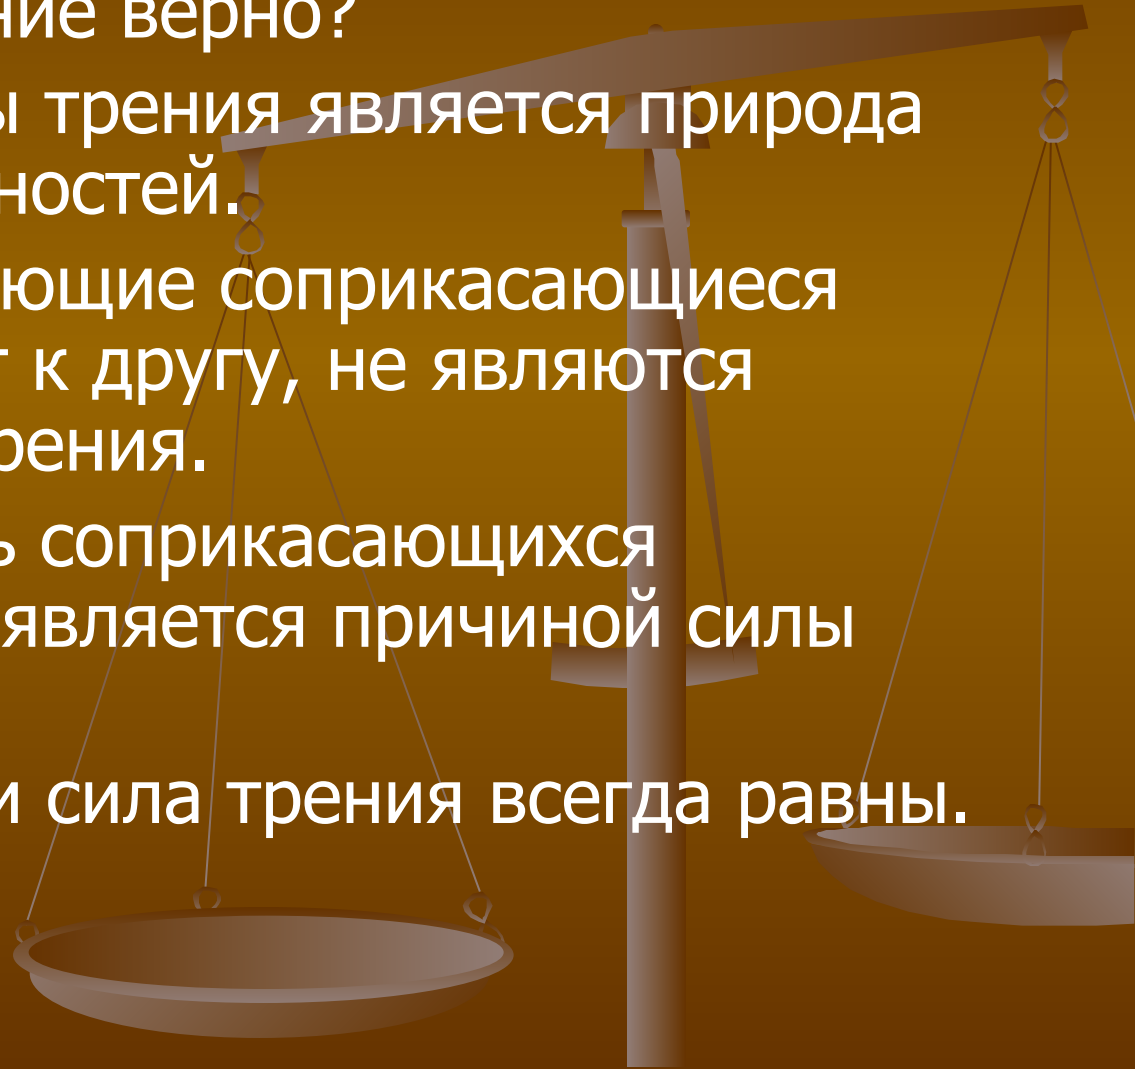 ние верно?
ы трения является природа
ностей.
ющие соприкасающиеся
к другу, не являются
рения.
ь соприкасающихся
является причиной силы
и сила трения всегда равны.